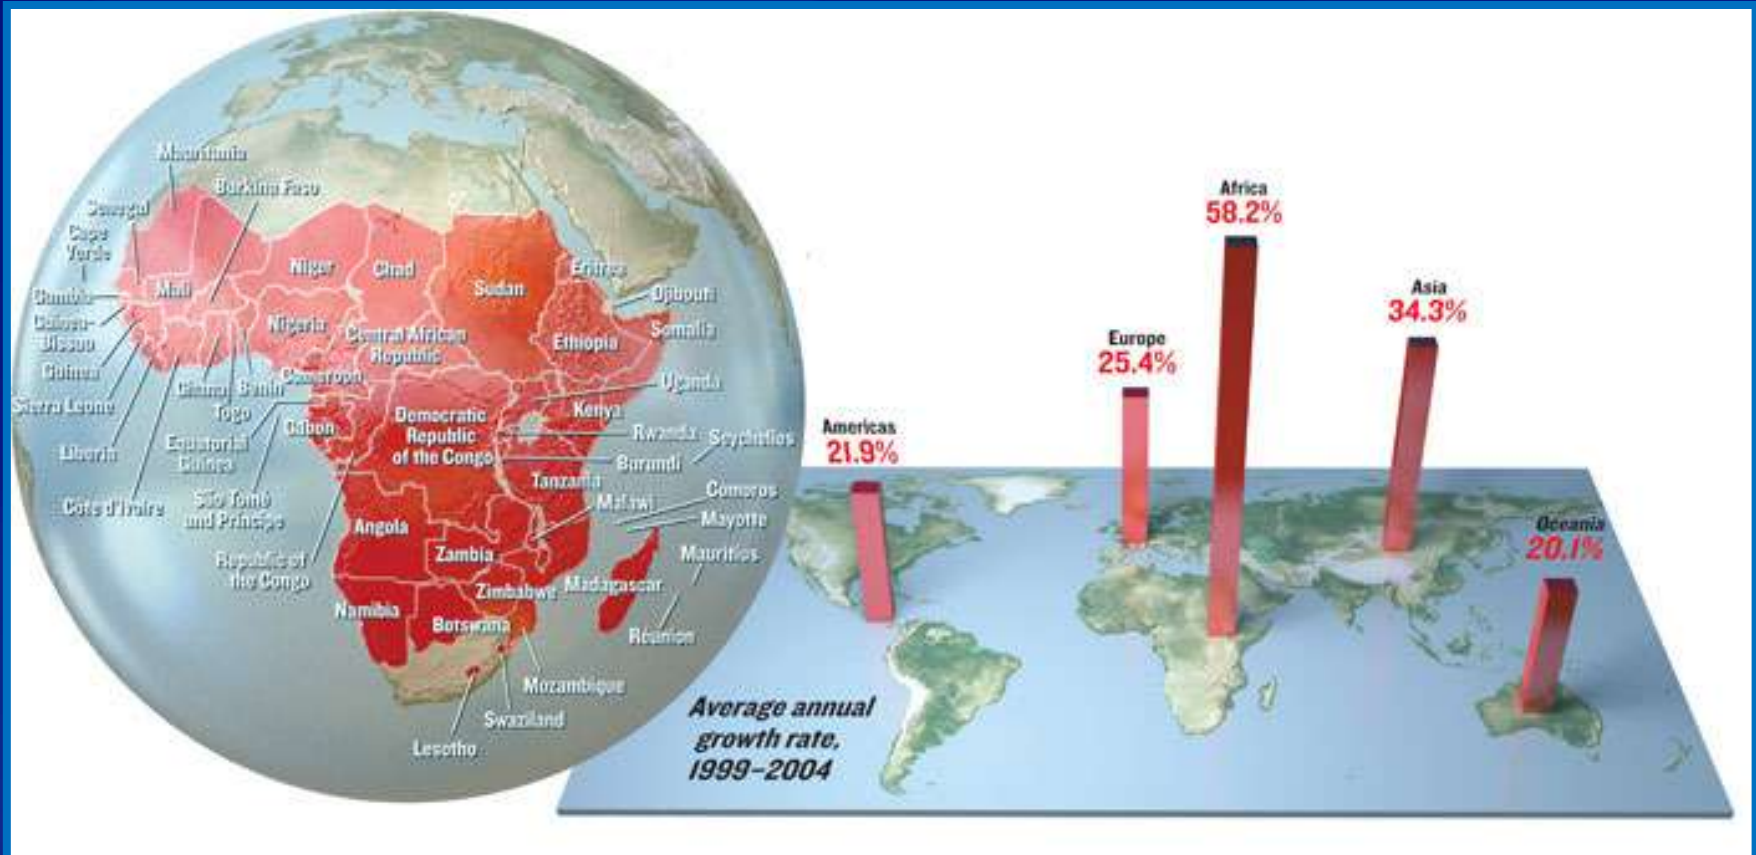 Mauritania
Burkina Faso
Senegal
Cape
Verde
Gambia
Guinea-
Bissau
Guinea
Sierra Leone
Liberia
Côte d'Ivoire
Mali
Niger
Chad
Sudan
Eritrea
Djibouti
Somalia
Ethiopia
Nigeria
Central African
Republic
Ghana
Benin
Togo
Cameroon
Equatorial
Guinea
Gabon
São Tomé
and Príncipe
Republic of
the Congo
Democratic
Republic
of the Congo
Uganda
Kenya
Rwanda
Seychelles
Burundi
Tanzania
Malawi
Comoros
Mayotte
Mauritius
Angola
Zambia
Zimbabwe
Madagascar
Namibia
Botswana
Réunion
Mozambique
Swaziland
Lesotho
Americas
21.9%
Europe
25.4%
Africa
58.2%
Asia
34.3%
Oceania
20.1%
Average annual
growth rate,
1999–2004